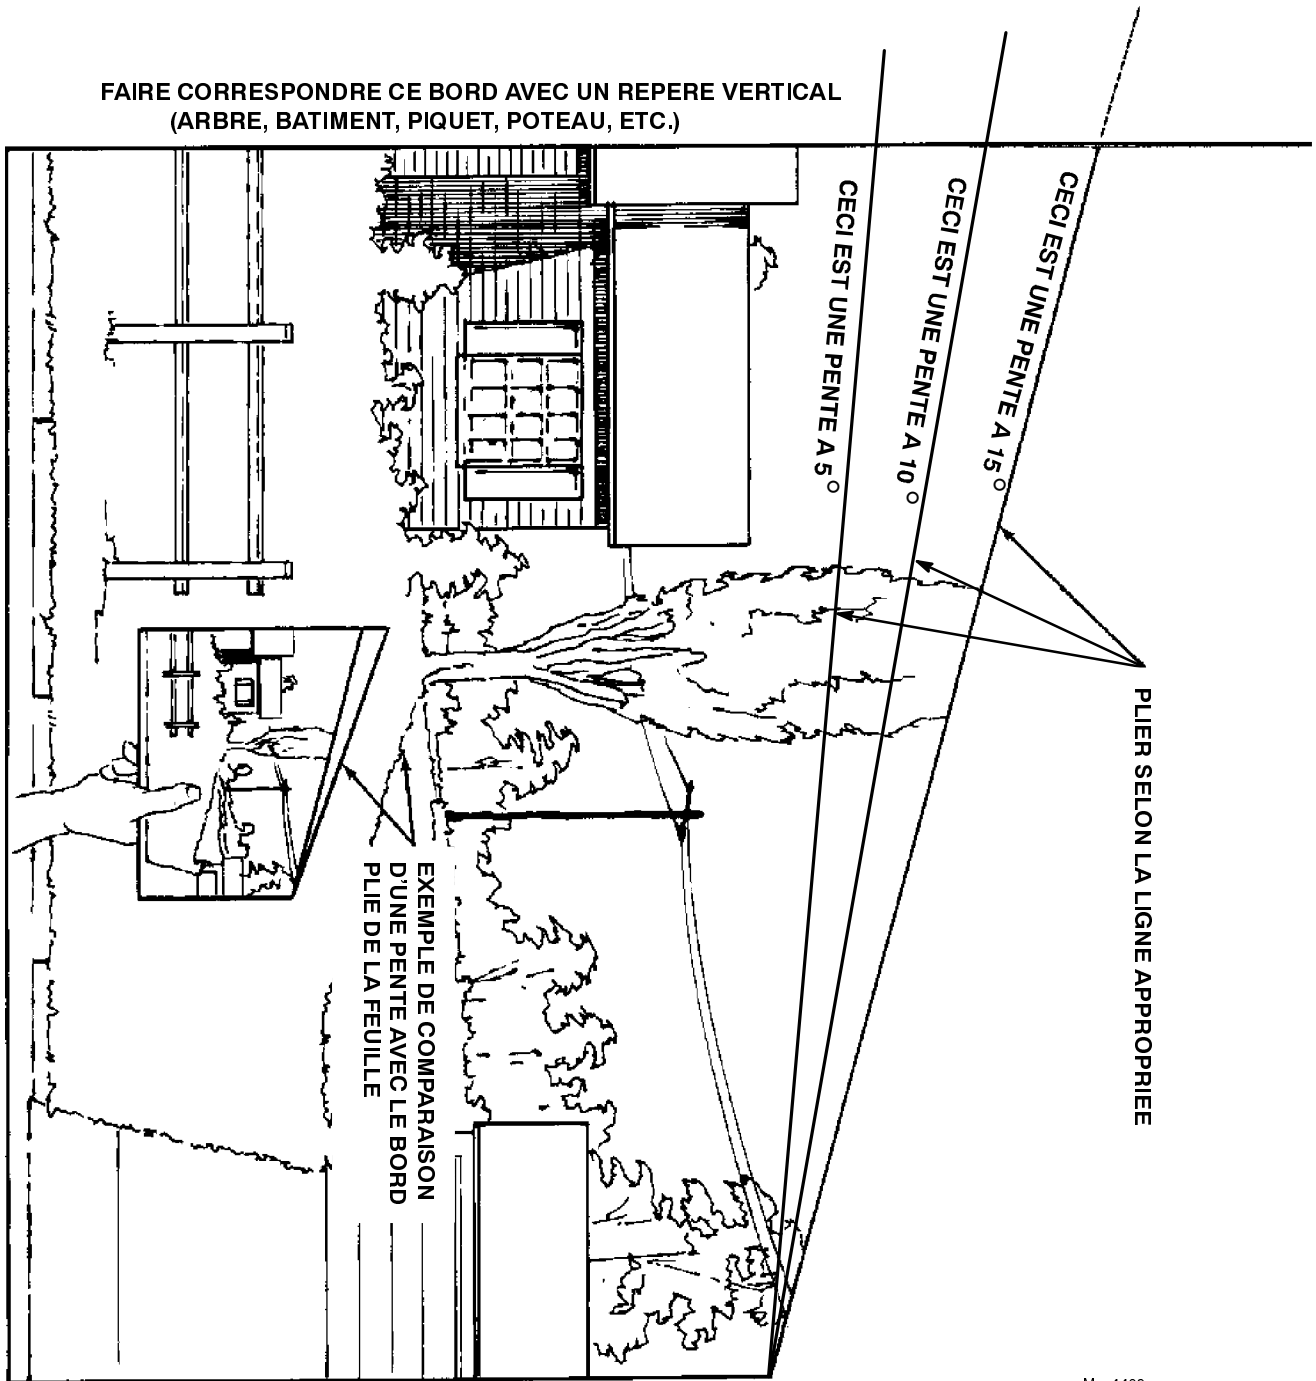 FAIRE CORRESPONDRE CE BORD AVEC UN REPERE VERTICAL
(ARBRE, BATIMENT, PIQUET, POTEAU, ETC.)
CECI EST UNE PENTE A 15°
CECI EST UNE PENTE A 10°
CECI EST UNE PENTE A 5°
PLIER SELON LA LIGNE APPROPRIEE
EXEMPLE DE COMPARAISON
D'UNE PENTE AVEC LE BORD
PLIE DE LA FEUILLE